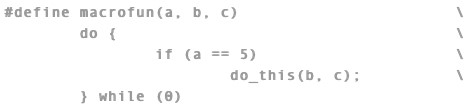 #define macrofun(a, b, c) \
do { \
if (a == 5) \
do_this(b, c); \
} while (0)